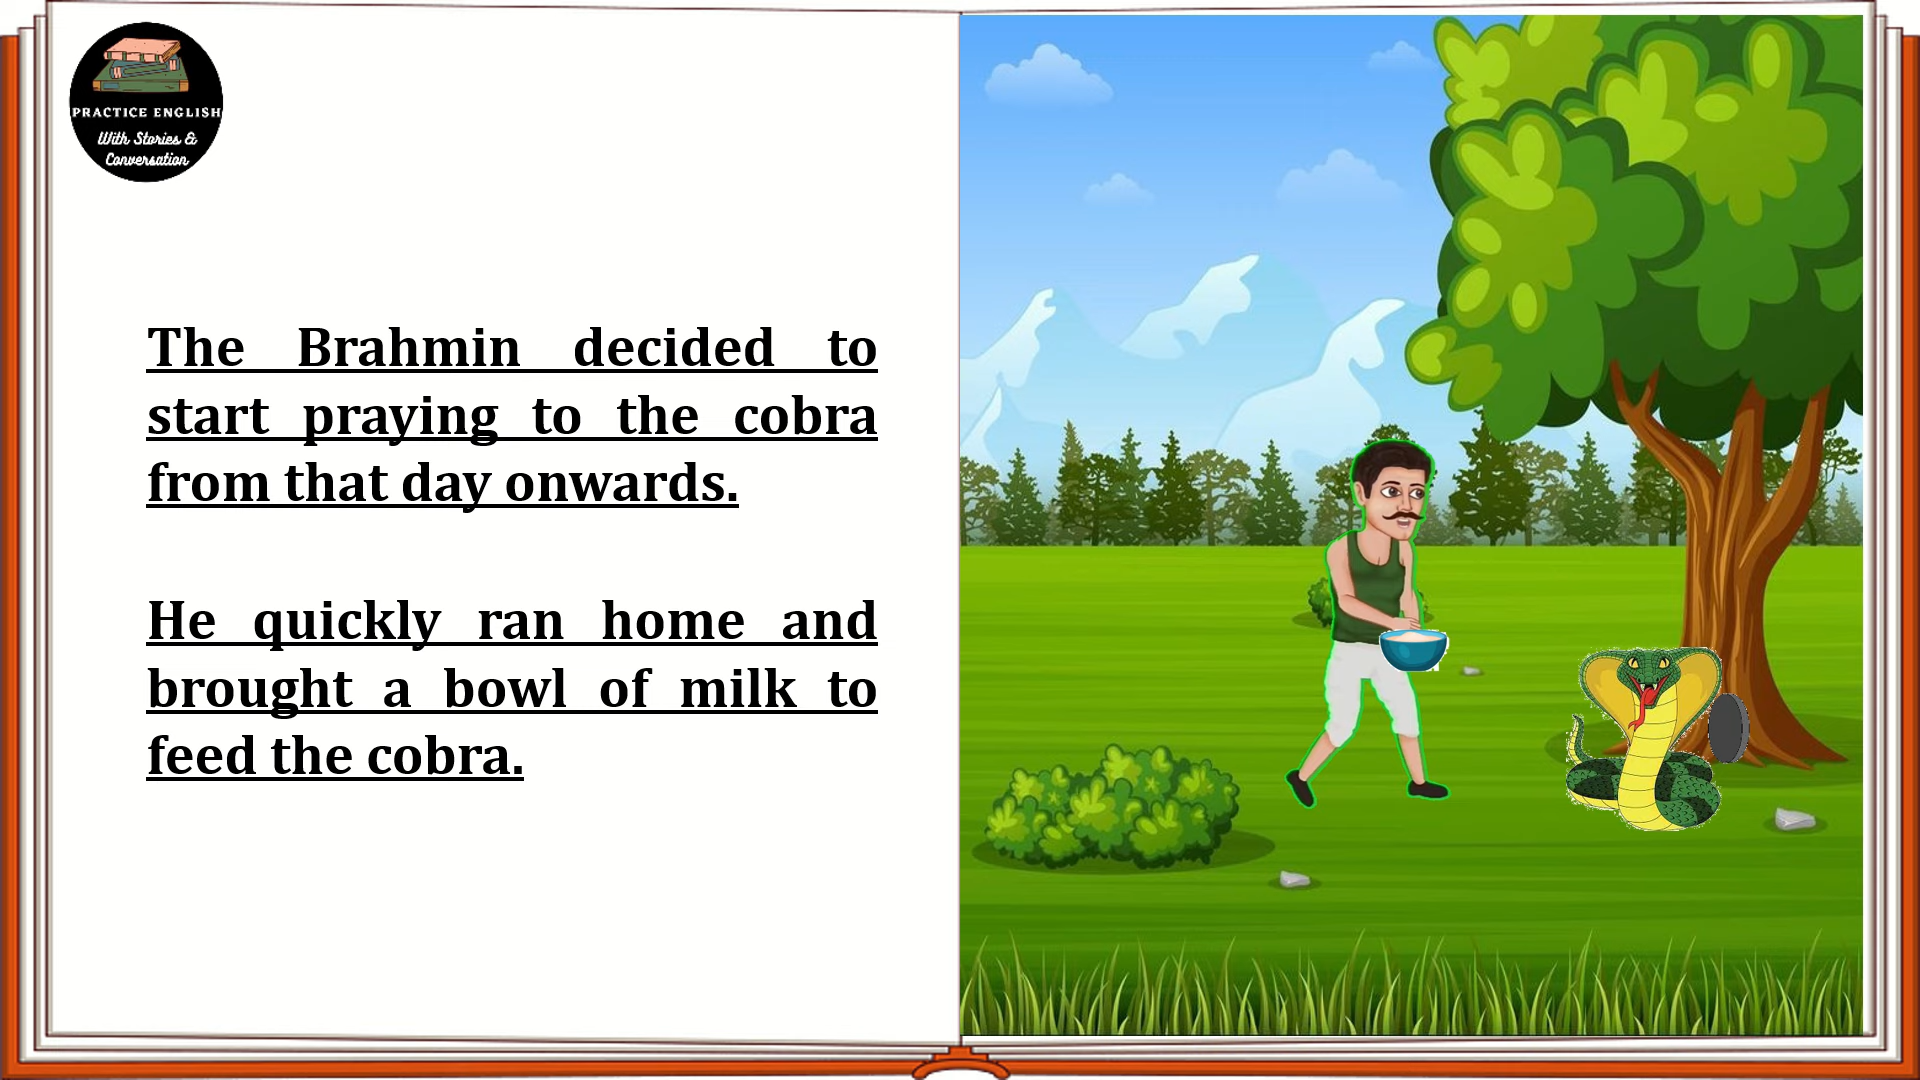 PRACTICE ENGLISH
With Stories &
Conversation
The Brahmin decided to
start praying to the cobra
from that day onwards.
He quickly ran home and
brought a bowl of milk to
feed the cobra.